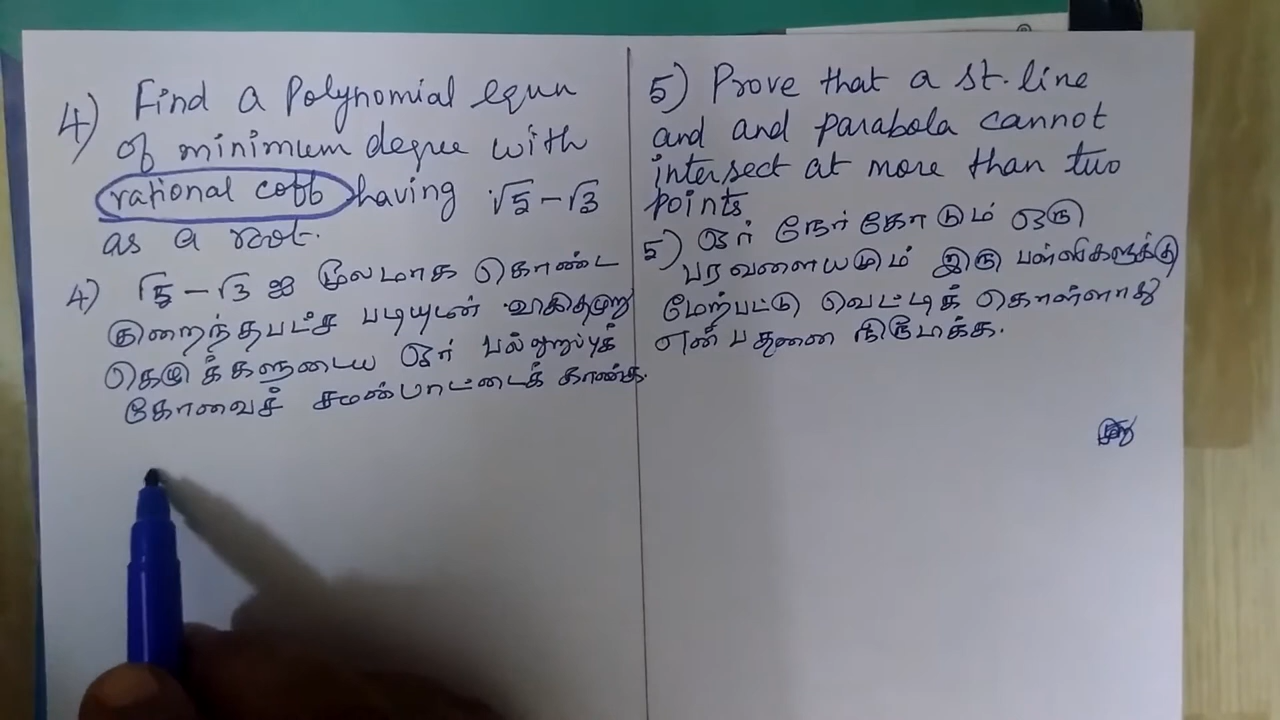 4) Find a Polynomial equn
of minimum degree with
rational coff having √5 - √3
as a root.
4) √5 - √3 ஐ மூலமாக கொண்ட
குறைந்தபட்ச படியுடன் விகிதமுறு
கெழுக்களுடைய ஓர் பல்லுறுப்புக்
கோவைச் சமன்பாட்டைக் காண்க.
5) Prove that a st. line
and and parabola cannot
intersect at more than two
points
5) ஓர் நேர்கோடும் ஒரு
பரவளையமும் இரு புள்ளிகளுக்கு
மேற்பட்டு வெட்டிக் கொள்ளாது
என்பதனை நிரூபிக்க.